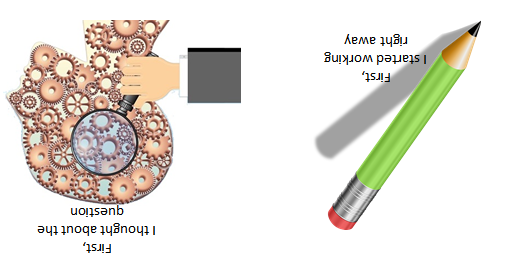 First,
I started working
right away
First,
I thought about the
question